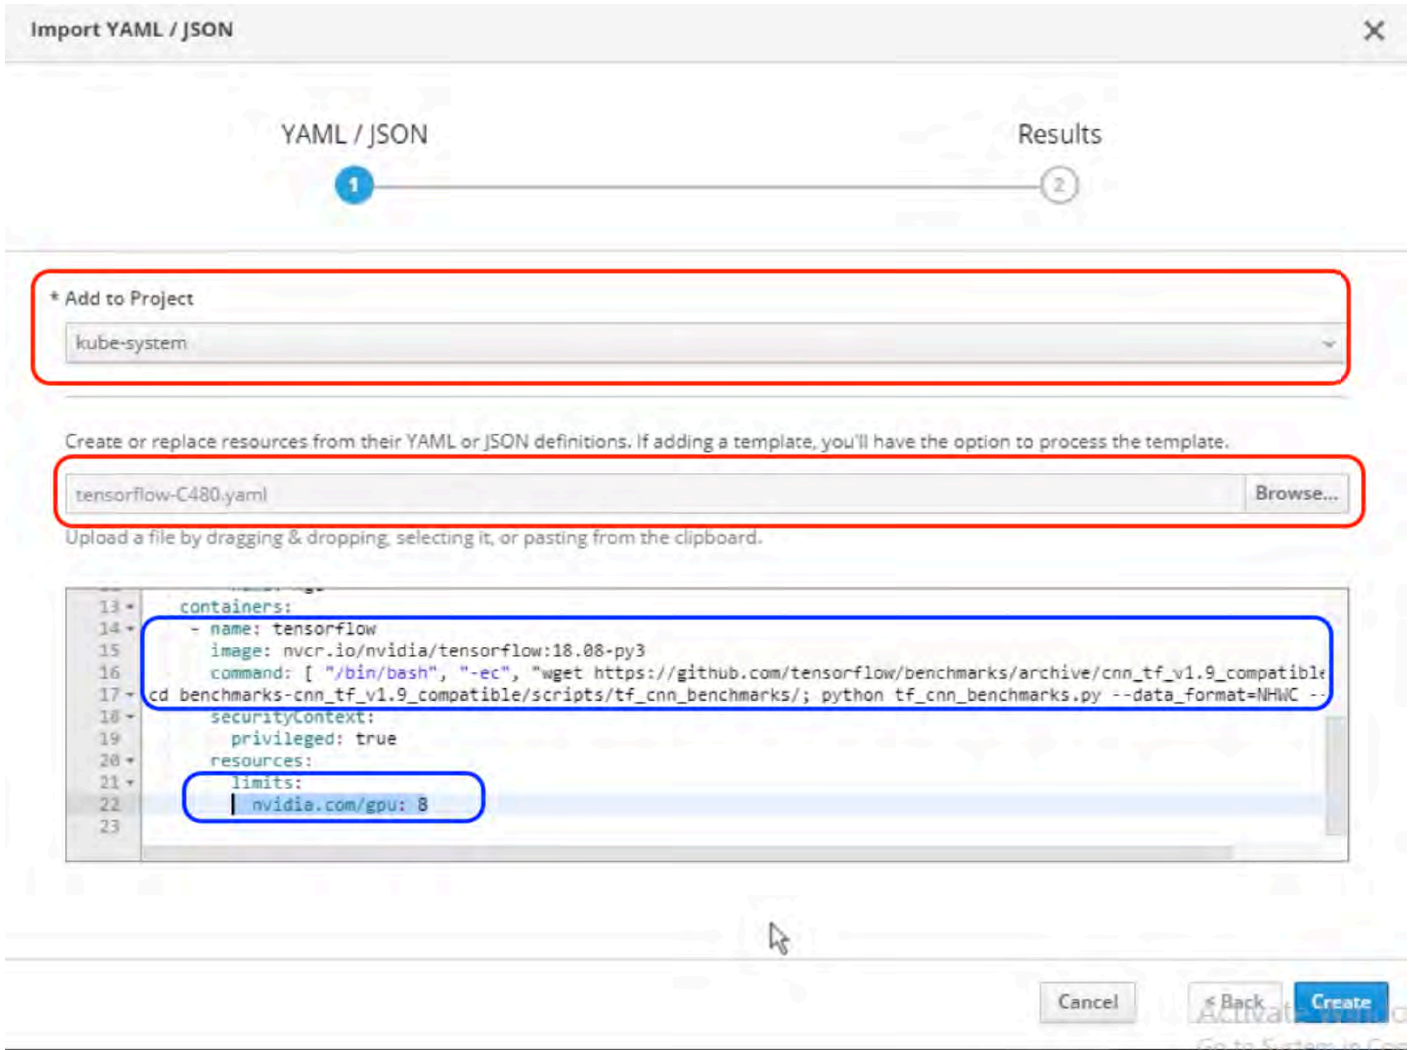 Import YAML / JSON
YAML / JSON
Results
1
2
* Add to Project
kube-system
Create or replace resources from their YAML or JSON definitions. If adding a template, you'll have the option to process the template.
tensorflow-C480.yaml
Browse...
Upload a file by dragging & dropping, selecting it, or pasting from the clipboard.
13 containers:
14 - name: tensorflow
15 image: nvcr.io/nvidia/tensorflow:18.08-py3
16 command: [ "/bin/bash", "-ec", "wget https://github.com/tensorflow/benchmarks/archive/cnn_tf_v1.9_compatible
17 cd benchmarks-cnn_tf_v1.9_compatible/scripts/tf_cnn_benchmarks/; python tf_cnn_benchmarks.py --data_format=NHWC --
18 securityContext:
19 privileged: true
20 resources:
21 limits:
22 nvidia.com/gpu: 8
23
Cancel
< Back
Create
Activate
Go to System in